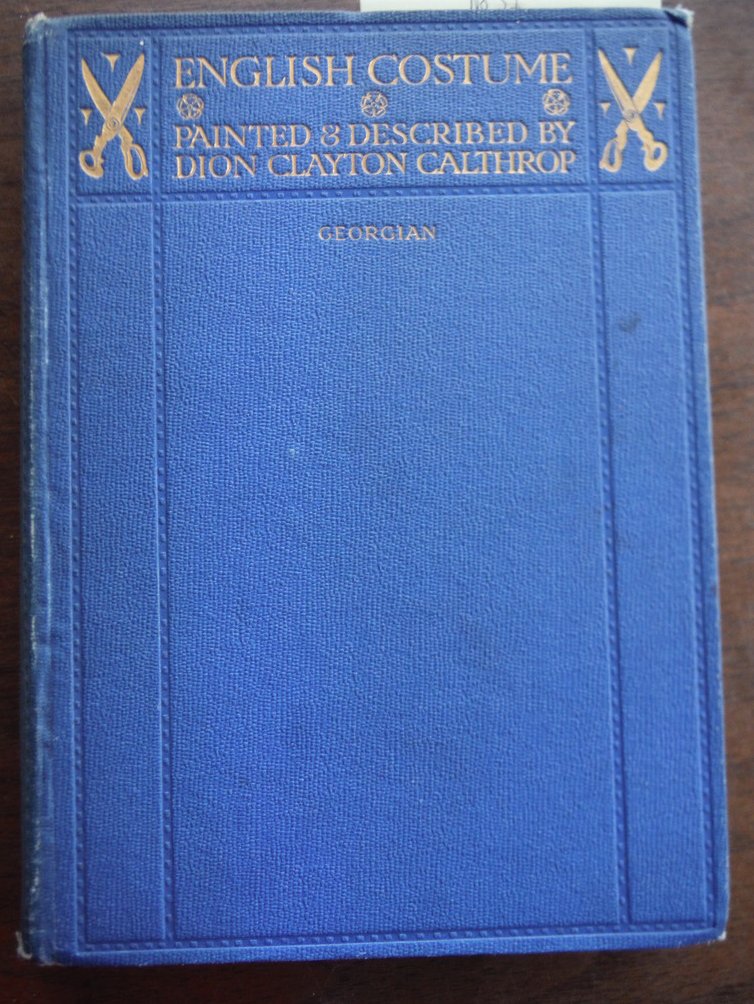 ENGLISH COSTUME
PAINTED & DESCRIBED BY
DION CLAYTON CALTHROP
GEORGIAN